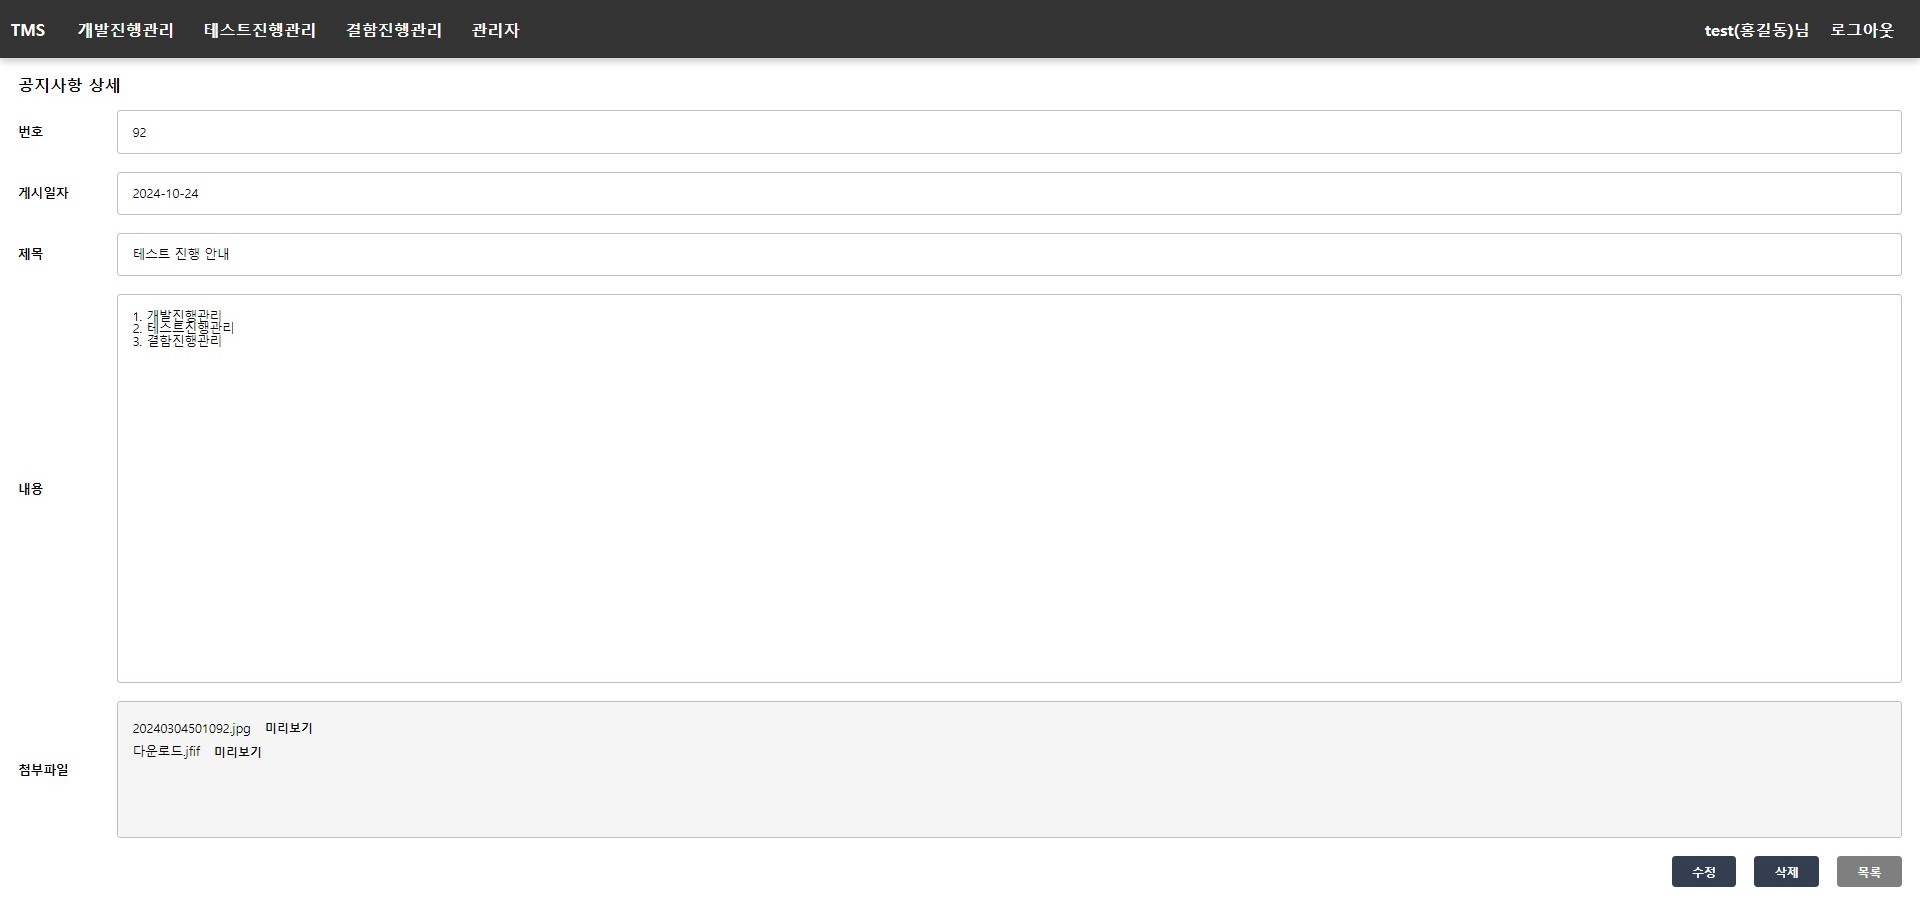 TMS 개발진행관리 테스트진행관리 결함진행관리 관리자 test(홍길동)님 로그아웃
공지사항 상세
번호 92
게시일자 2024-10-24
제목 테스트 진행 안내
내용
1. 개발진행관리
2. 테스트진행관리
3. 결함진행관리
첨부파일
20240304501092.jpg 미리보기
다운로드.jfif 미리보기
수정 삭제 목록